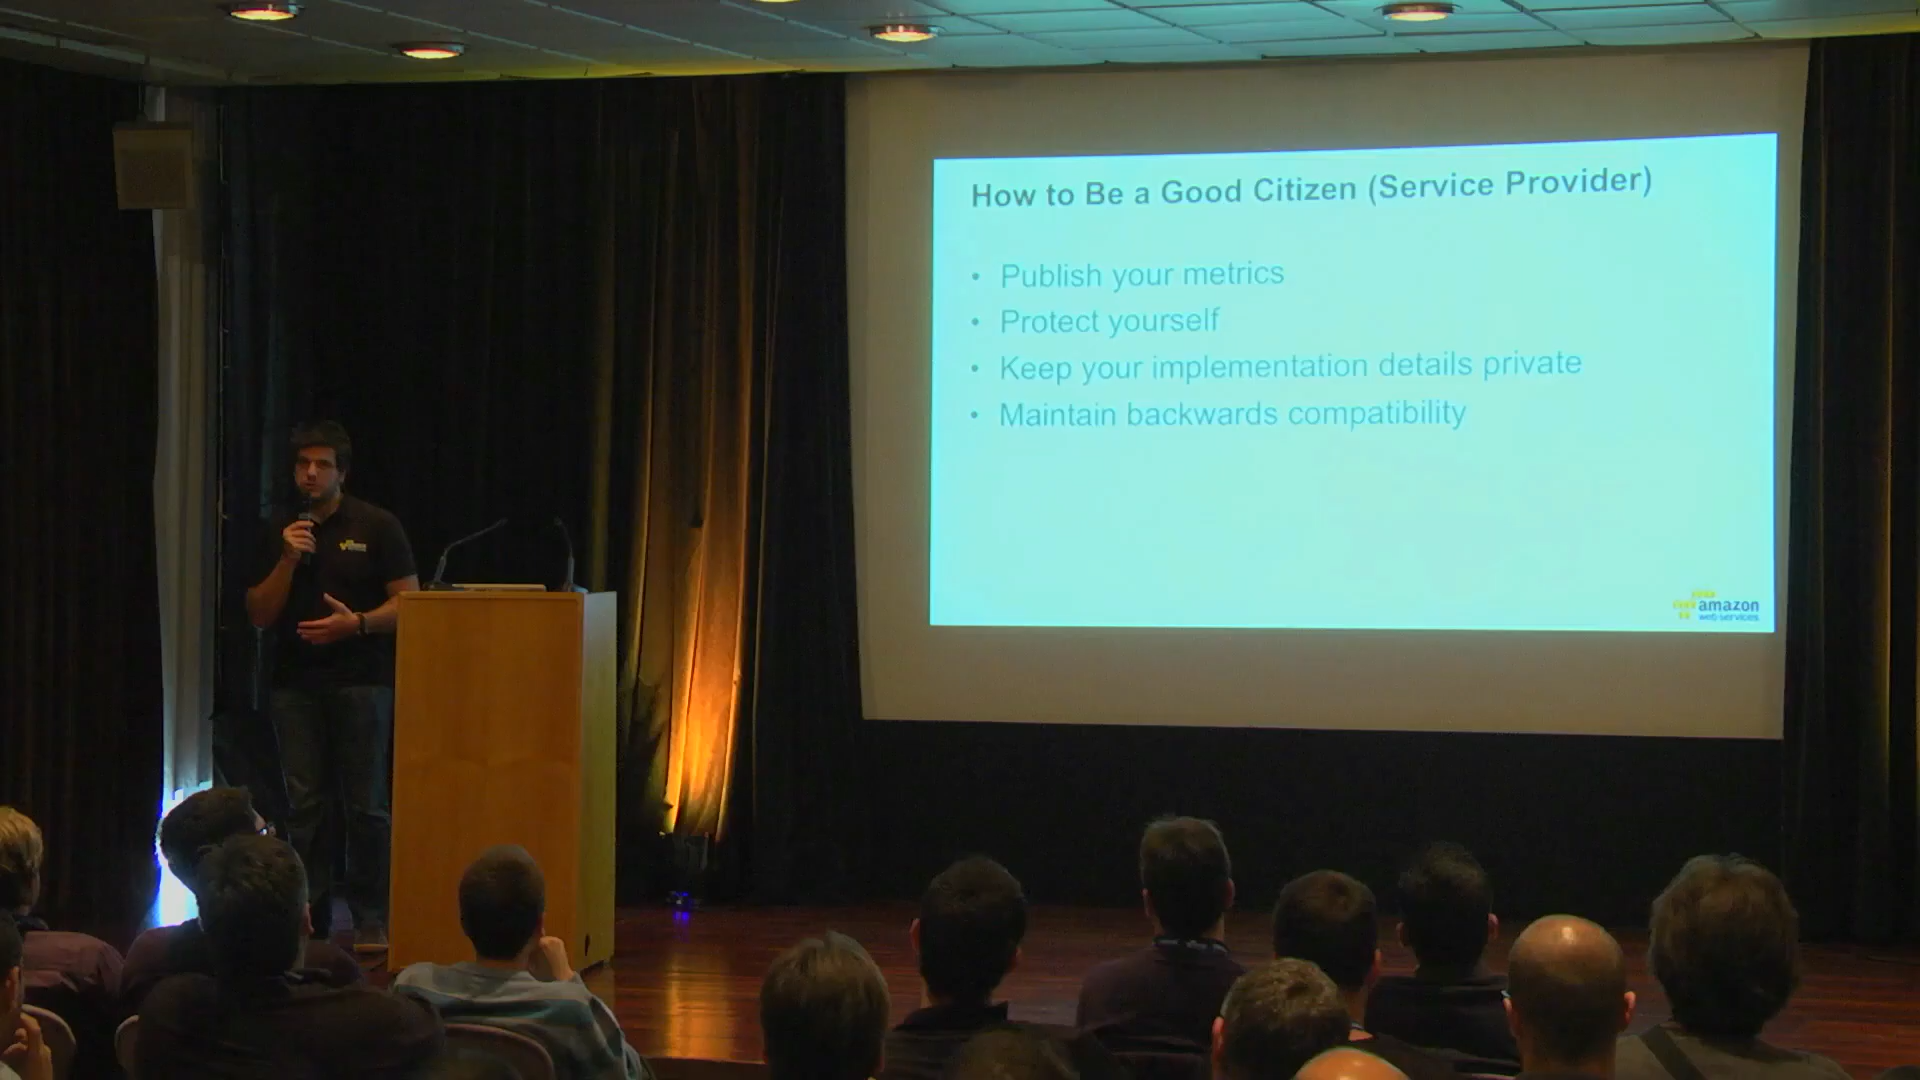 How to Be a Good Citizen (Service Provider)
• Publish your metrics
• Protect yourself
• Keep your implementation details private
• Maintain backwards compatibility
amazon
web services